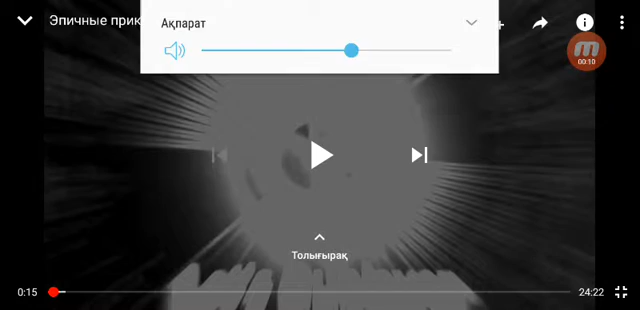 Эпичные прик
Ақпарат
00:10
Толығырақ
0:15
24:22